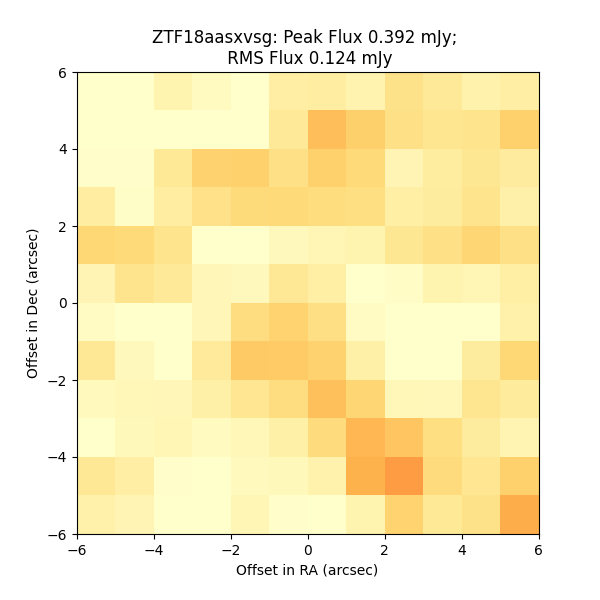 ZTF18aasxvsg: Peak Flux 0.392 mJy;
RMS Flux 0.124 mJy
6
4
2
0
−2
−4
−6
Offset in Dec (arcsec)
−6 −4 −2 0 2 4 6
Offset in RA (arcsec)